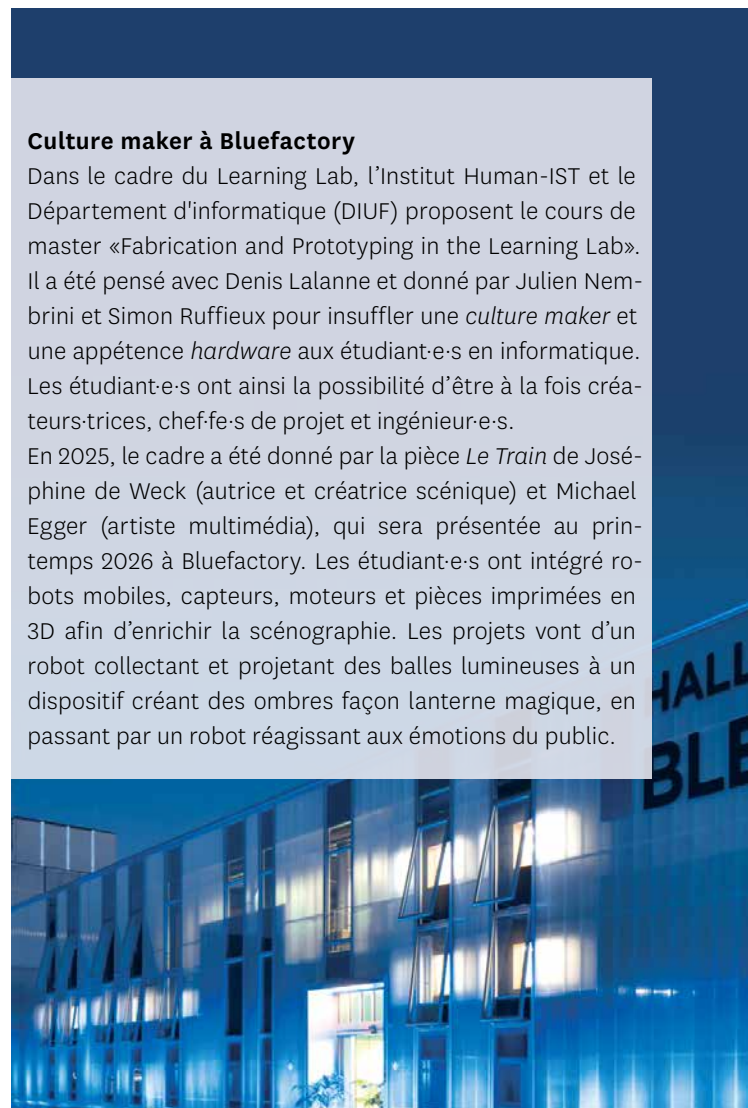 Culture maker à Bluefactory
Dans le cadre du Learning Lab, l’Institut Human-IST et le
Département d'informatique (DIUF) proposent le cours de
master «Fabrication and Prototyping in the Learning Lab».
Il a été pensé avec Denis Lalanne et donné par Julien Nem-
brini et Simon Ruffieux pour insuffler une culture maker et
une appétence hardware aux étudiant·e·s en informatique.
Les étudiant·e·s ont ainsi la possibilité d’être à la fois créa-
teurs·trices, chef·fe·s de projet et ingénieur·e·s.
En 2025, le cadre a été donné par la pièce Le Train de José-
phine de Weck (autrice et créatrice scénique) et Michael
Egger (artiste multimédia), qui sera présentée au prin-
temps 2026 à Bluefactory. Les étudiant·e·s ont intégré ro-
bots mobiles, capteurs, moteurs et pièces imprimées en
3D afin d’enrichir la scénographie. Les projets vont d’un
robot collectant et projetant des balles lumineuses à un
dispositif créant des ombres façon lanterne magique, en
passant par un robot réagissant aux émotions du public.
HALL
BLE